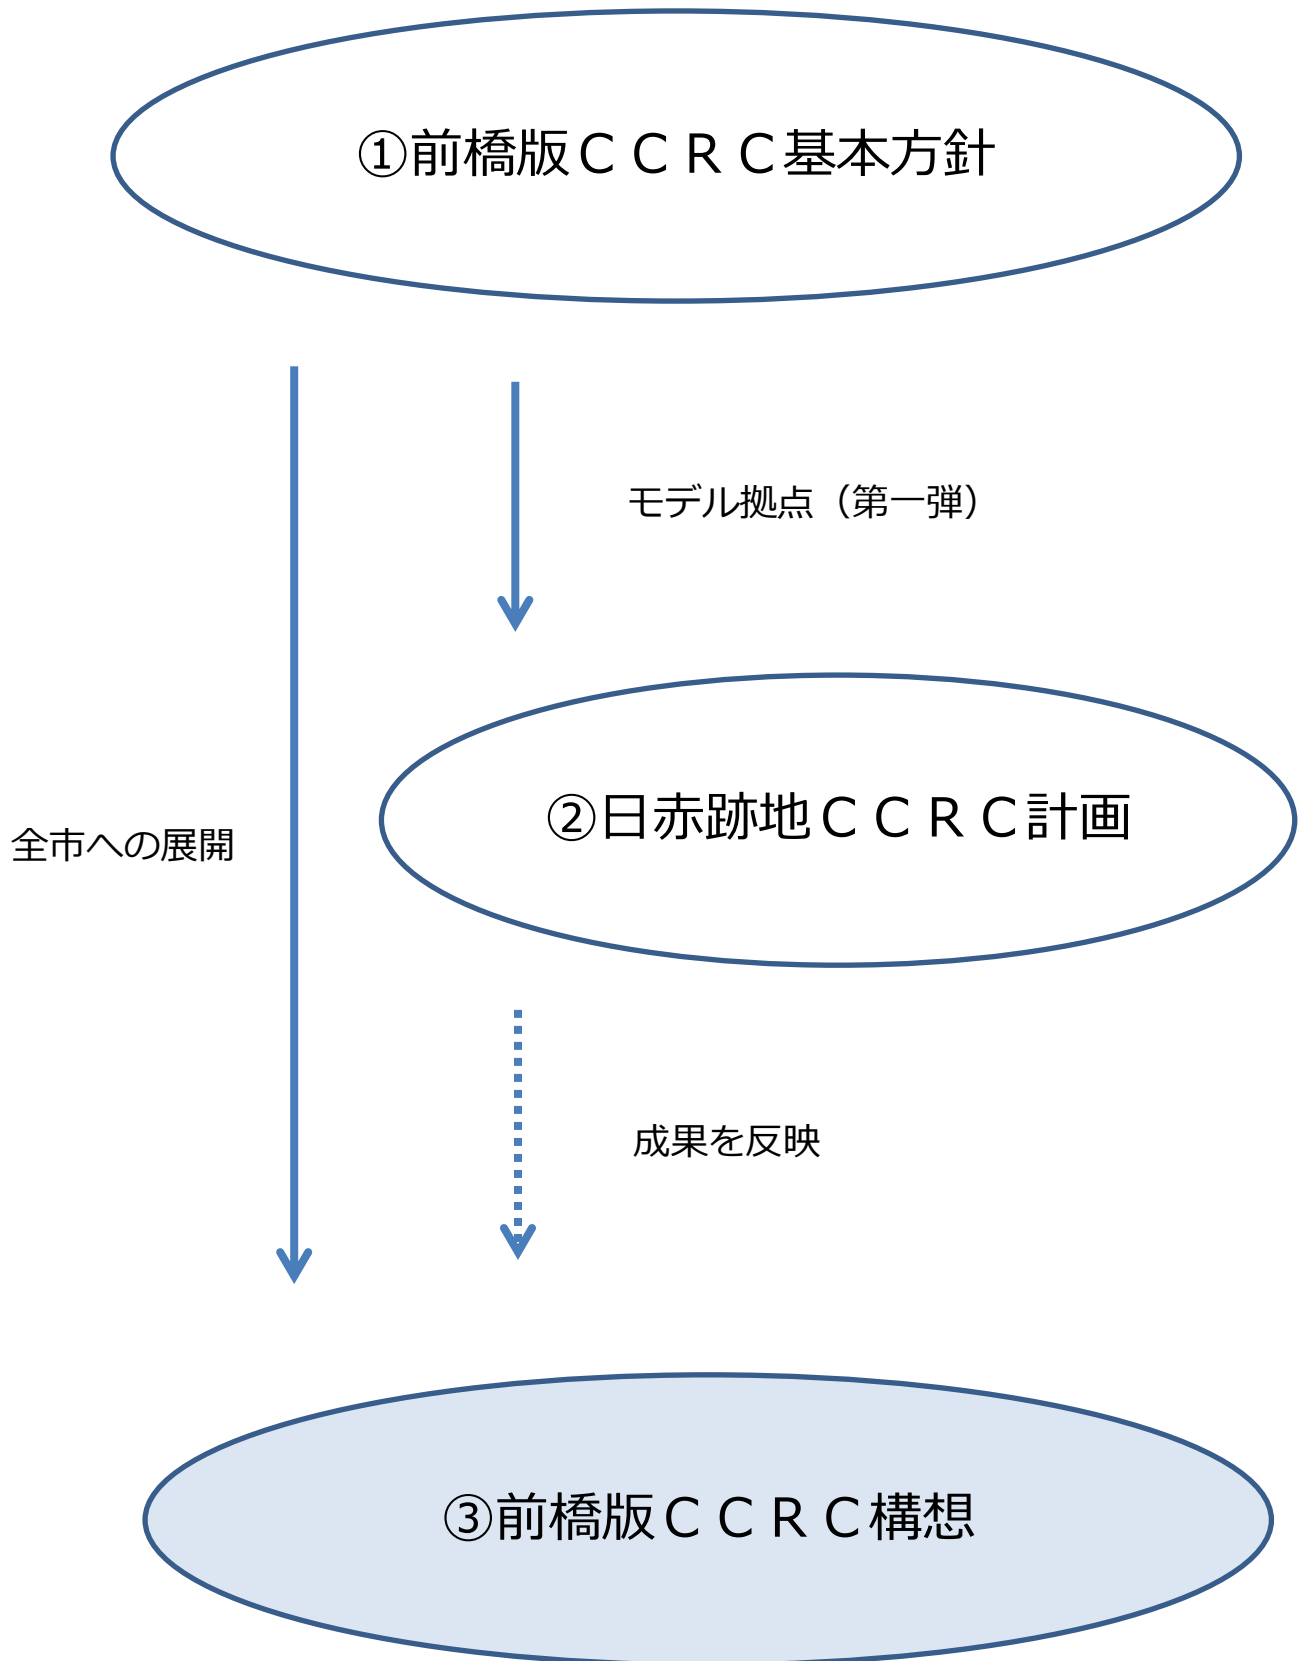 ①前橋版ＣＣＲＣ基本方針
モデル拠点（第一弾）
②日赤跡地ＣＣＲＣ計画
全市への展開
成果を反映
③前橋版ＣＣＲＣ構想